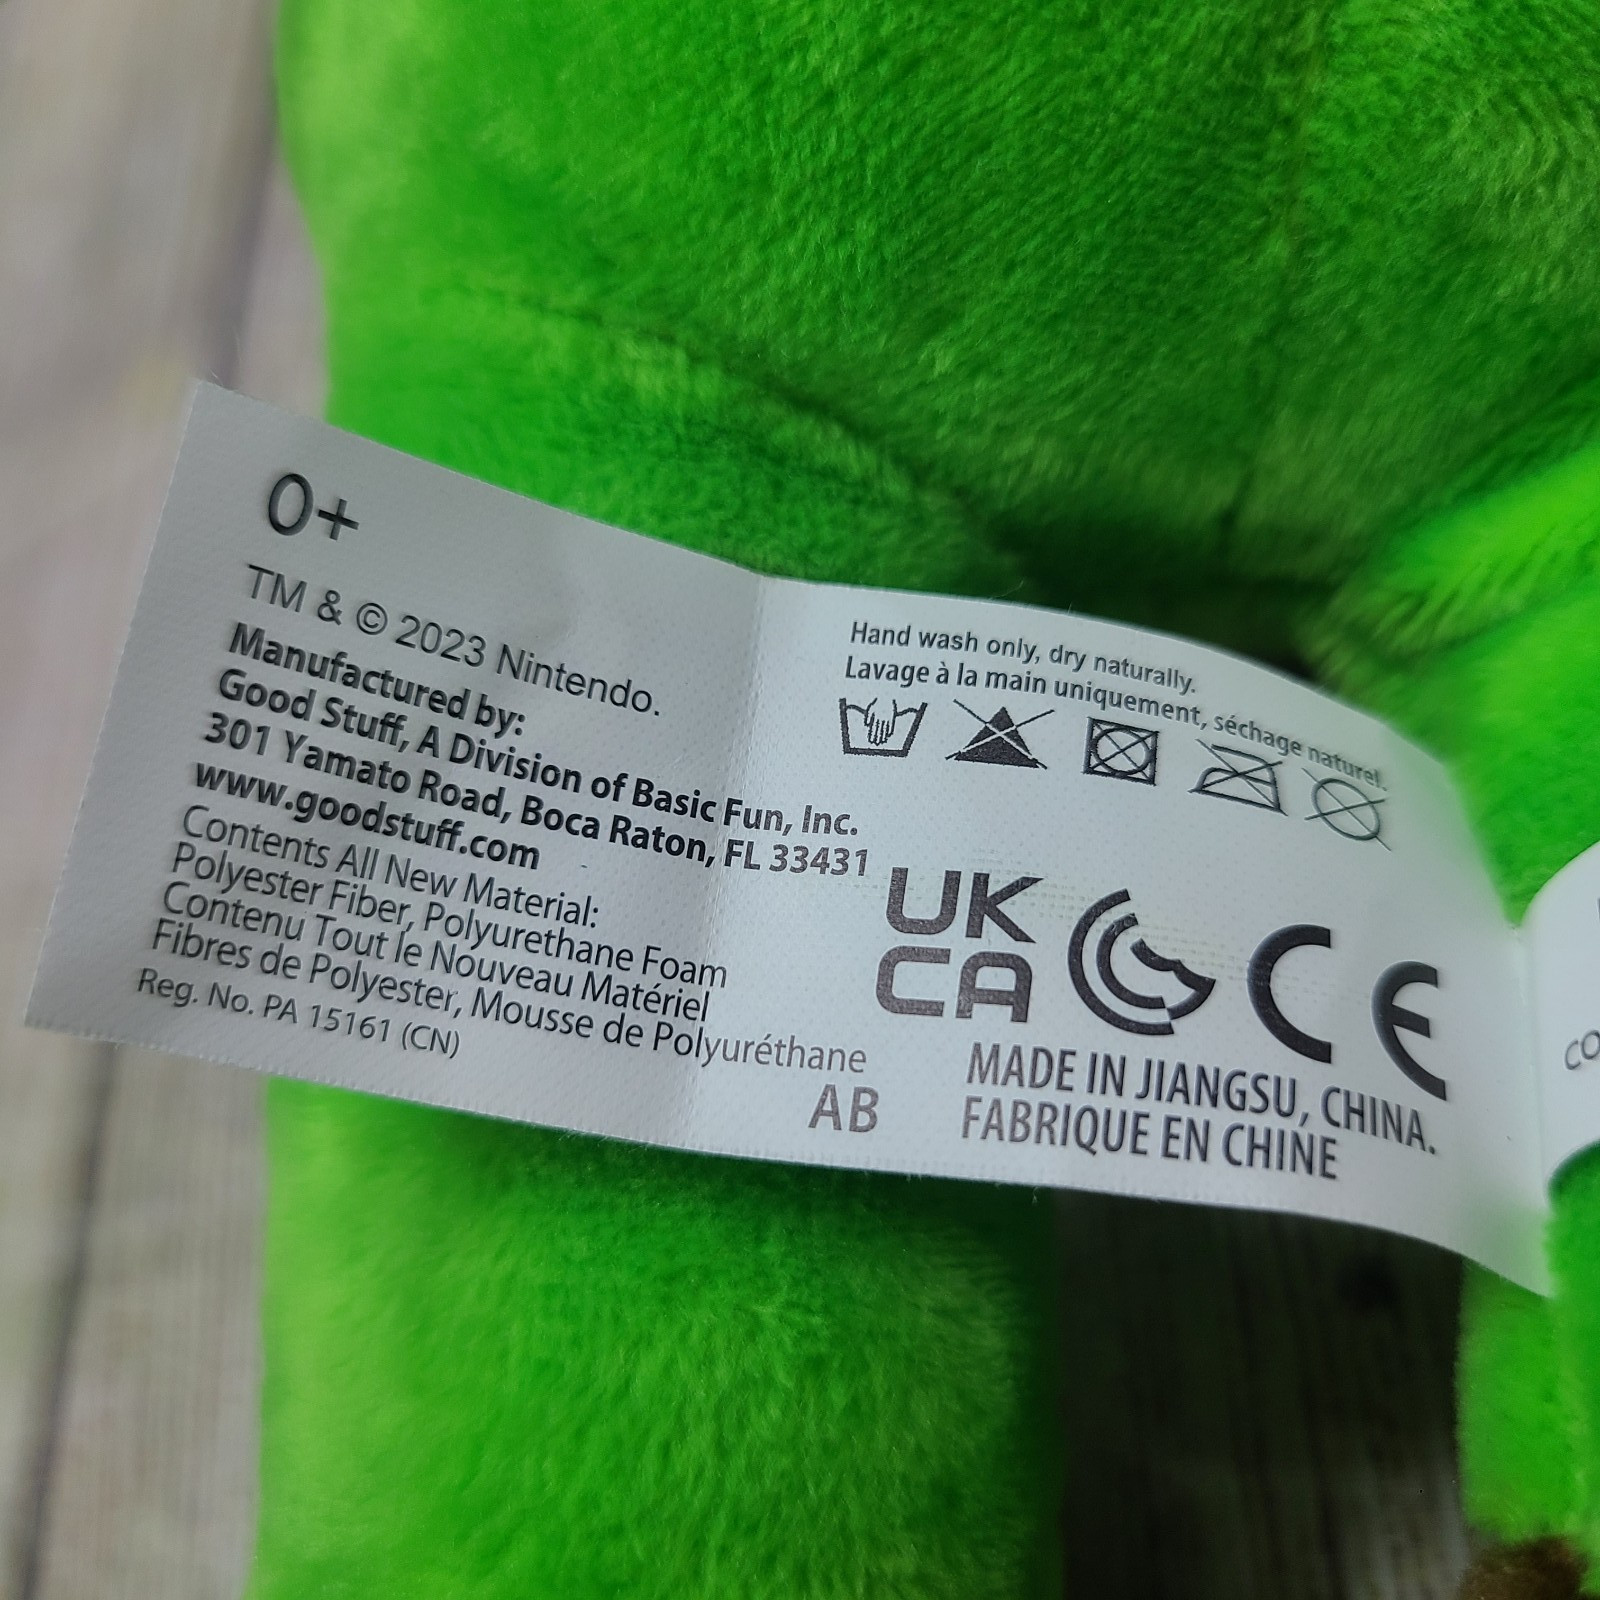 0+
TM & © 2023 Nintendo.
Manufactured by:
Good Stuff, A Division of Basic Fun, Inc.
301 Yamato Road, Boca Raton, FL 33431
www.goodstuff.com
Contents All New Material:
Polyester Fiber, Polyurethane Foam
Contenu Tout le Nouveau Matériel
Fibres de Polyester, Mousse de Polyuréthane
Reg. No. PA 15161 (CN)
AB
Hand wash only, dry naturally.
Lavage à la main uniquement, séchage naturel.
UK
CA
CE
MADE IN JIANGSU, CHINA.
FABRIQUE EN CHINE